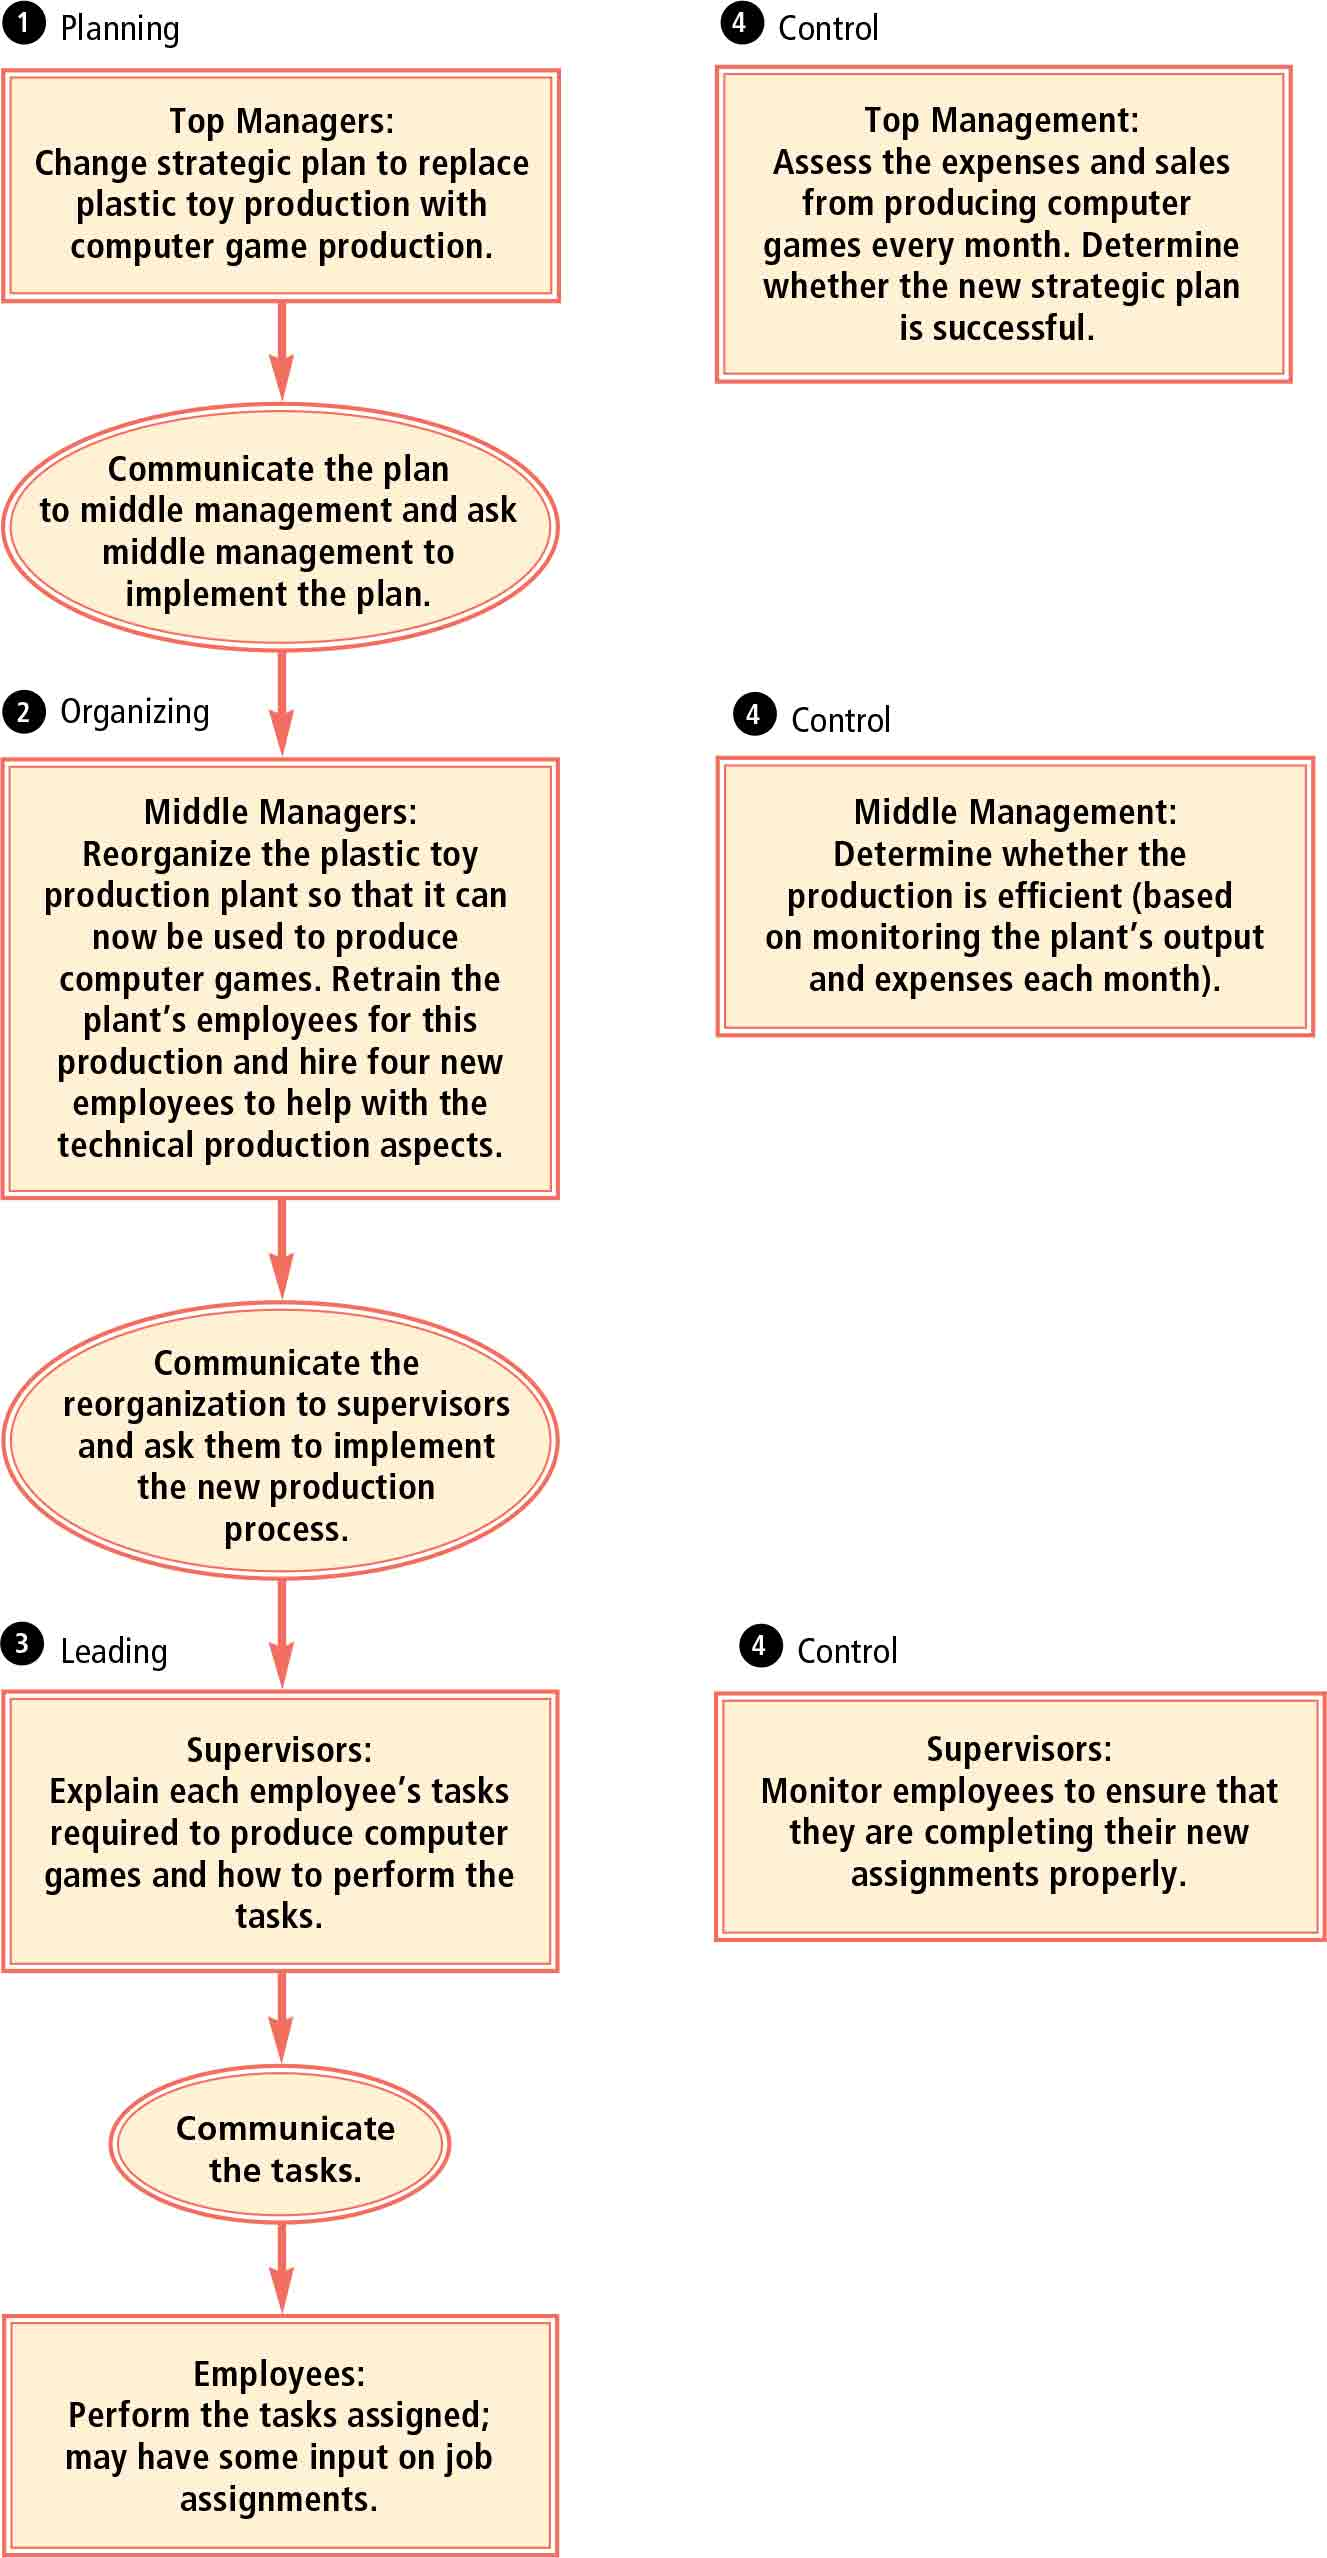 1 Planning
Top Managers:
Change strategic plan to replace
plastic toy production with
computer game production.
Communicate the plan
to middle management and ask
middle management to
implement the plan.
2 Organizing
Middle Managers:
Reorganize the plastic toy
production plant so that it can
now be used to produce
computer games. Retrain the
plant’s employees for this
production and hire four new
employees to help with the
technical production aspects.
Communicate the
reorganization to supervisors
and ask them to implement
the new production
process.
3 Leading
Supervisors:
Explain each employee’s tasks
required to produce computer
games and how to perform the
tasks.
Communicate
the tasks.
Employees:
Perform the tasks assigned;
may have some input on job
assignments.
4 Control
Top Management:
Assess the expenses and sales
from producing computer
games every month. Determine
whether the new strategic plan
is successful.
4 Control
Middle Management:
Determine whether the
production is efficient (based
on monitoring the plant’s output
and expenses each month).
4 Control
Supervisors:
Monitor employees to ensure that
they are completing their new
assignments properly.